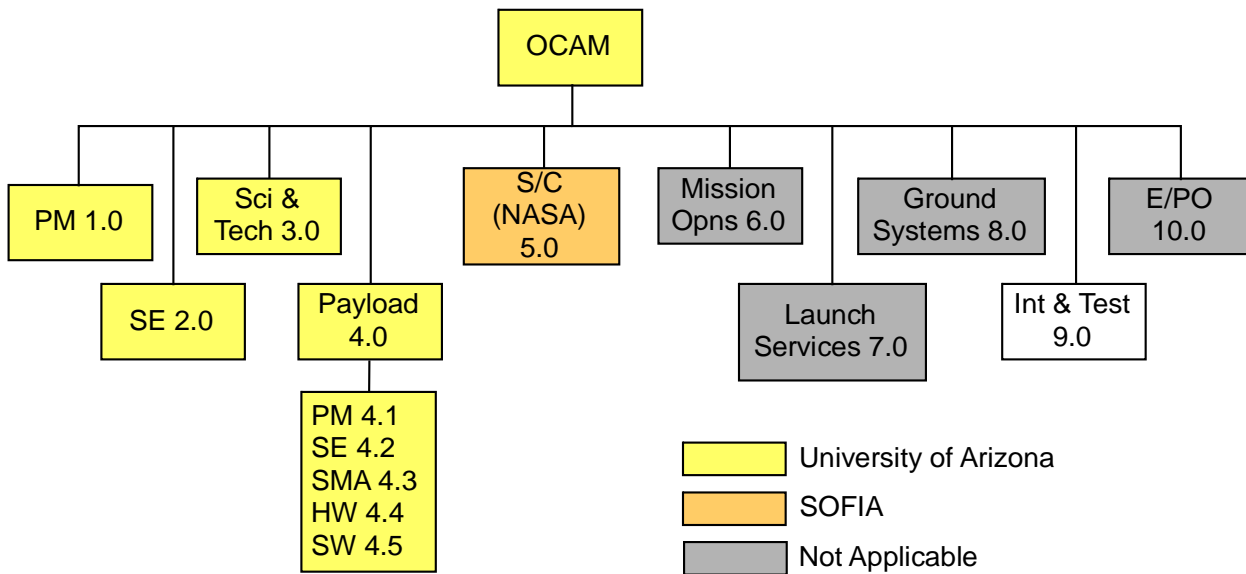 OCAM
PM 1.0
SE 2.0
Sci &
Tech 3.0
Payload
4.0
PM 4.1
SE 4.2
SMA 4.3
HW 4.4
SW 4.5
S/C
(NASA)
5.0
Mission
Opns 6.0
Launch
Services 7.0
Ground
Systems 8.0
Int & Test
9.0
E/PO
10.0
University of Arizona
SOFIA
Not Applicable